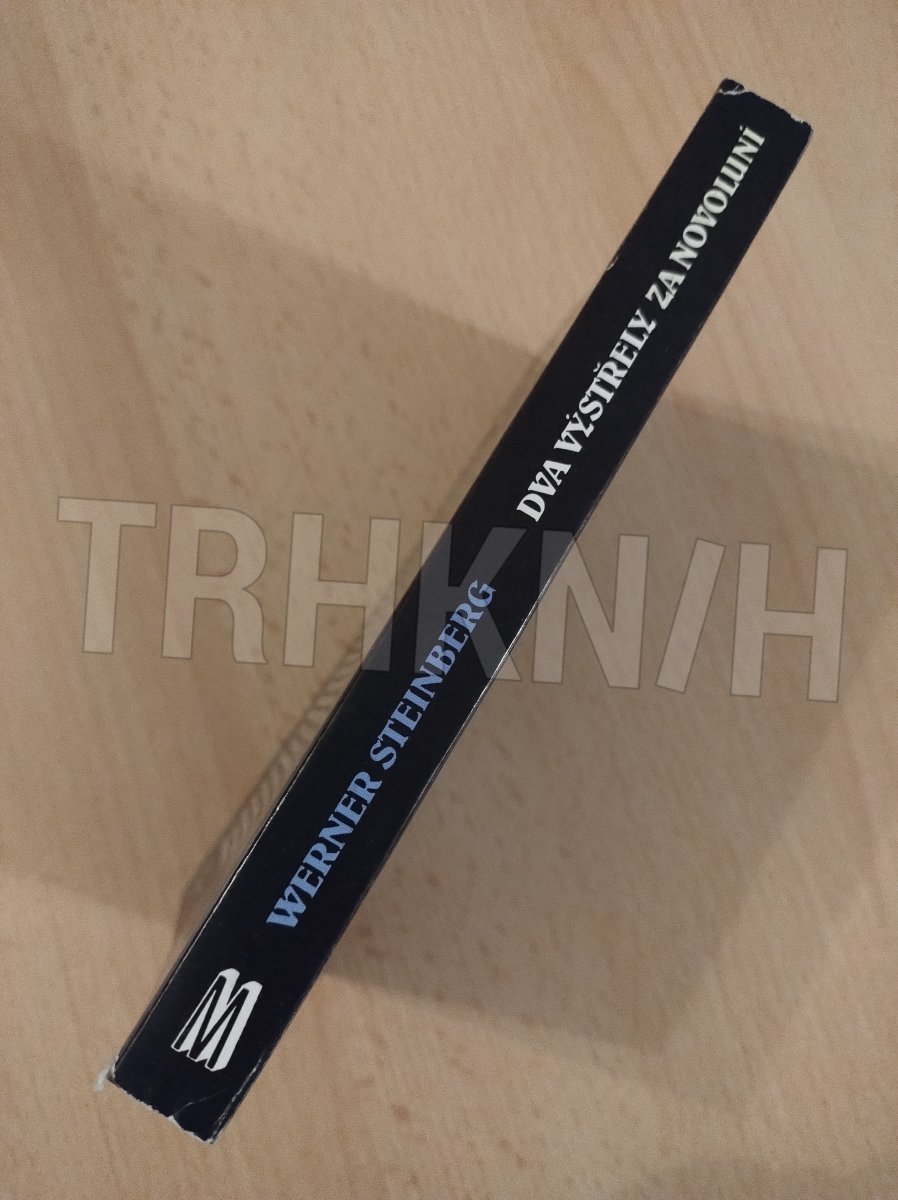 DVA VÝSTŘELY ZA NOVOLUNÍ
WERNER STEINBERG
M
TRHKNIH